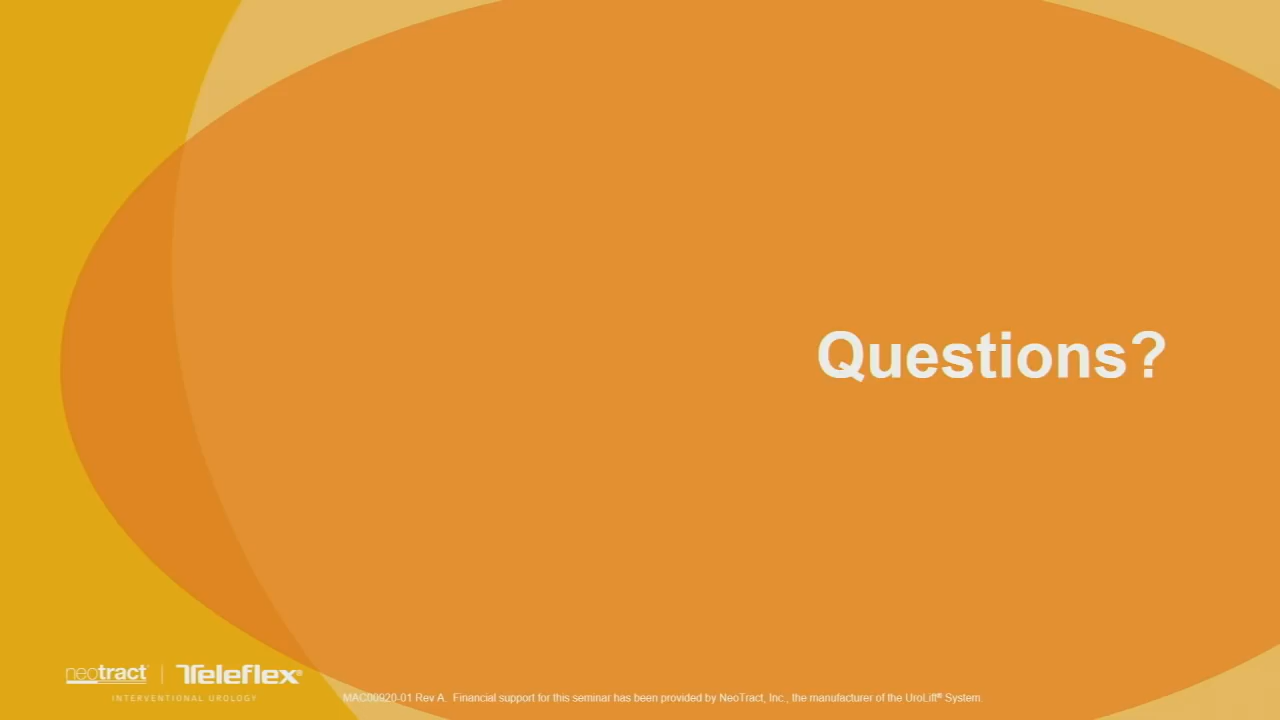 Questions?
neotract | Teleflex®
INTERVENTIONAL UROLOGY
MAC00920-01 Rev A. Financial support for this seminar has been provided by NeoTract, Inc., the manufacturer of the UroLift® System.